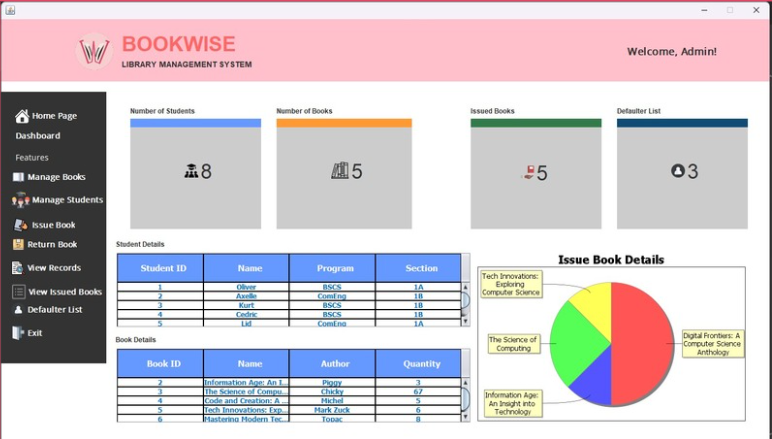 BOOKWISE
LIBRARY MANAGEMENT SYSTEM
Welcome, Admin!
Home Page
Dashboard
Features
Manage Books
Manage Students
Issue Book
Return Book
View Records
View Issued Books
Defaulter List
Exit
Number of Students
8
Number of Books
5
Issued Books
5
Defaulter List
3
Student Details
Student ID Name Program Section
1 Oliver BSCS 1A
2 Axelle ComEng 1B
3 Kurt BSCS 1B
4 Cedric BSCS 1B
5 Lid ComEng 1A
Book Details
Book ID Name Author Quantity
2 Information Age: An I... Piggy 3
3 The Science of Compu... Chicky 67
4 Code and Creation: A ... Michel 5
5 Tech Innovations: Exp... Mark Zuck 6
6 Mastering Modern Tec... Topac 8
Issue Book Details
Tech Innovations:
Exploring
Computer Science
The Science of
Computing
Information Age:
An Insight into
Technology
Digital Frontiers: A
Computer Science
Anthology